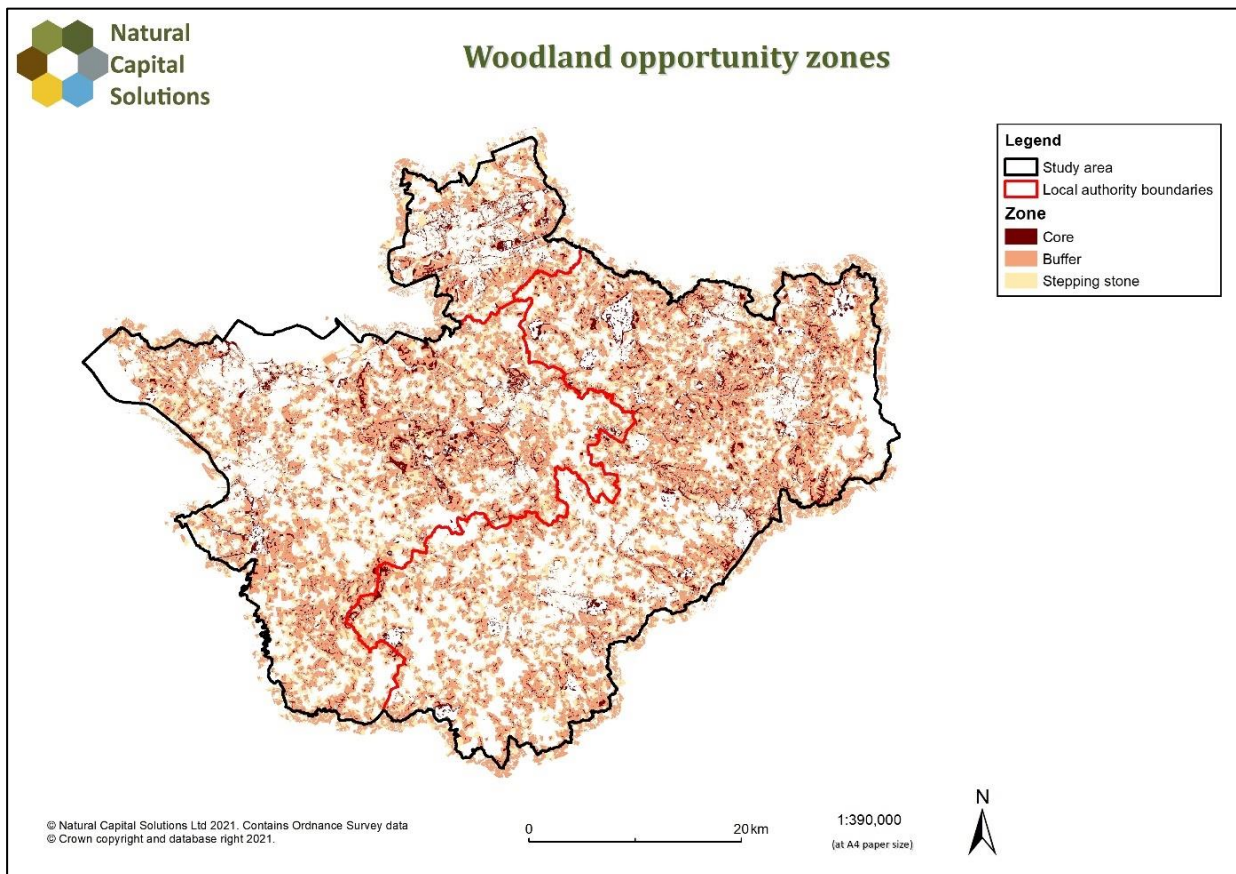 Natural
Capital
Solutions
Woodland opportunity zones
Legend
Study area
Local authority boundaries
Zone
Core
Buffer
Stepping stone
© Natural Capital Solutions Ltd 2021. Contains Ordnance Survey data
© Crown copyright and database right 2021.
0 20 km
1:390,000
(at A4 paper size)
N